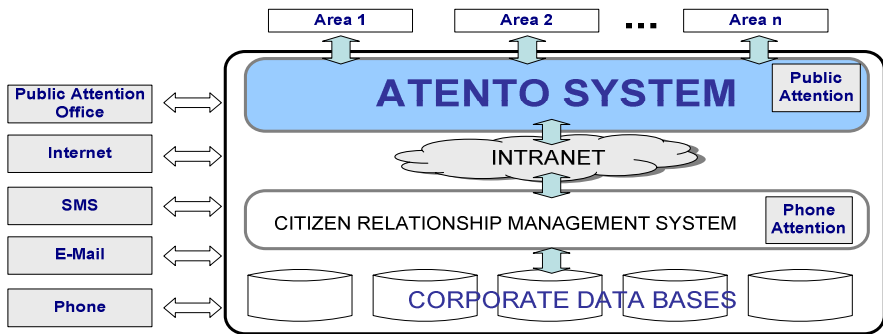 Area 1
Area 2
...
Area n
ATENTO SYSTEM
Public
Attention
Public Attention
Office
Internet
INTRANET
SMS
CITIZEN RELATIONSHIP MANAGEMENT SYSTEM
Phone
Attention
E-Mail
Phone
CORPORATE DATA BASES